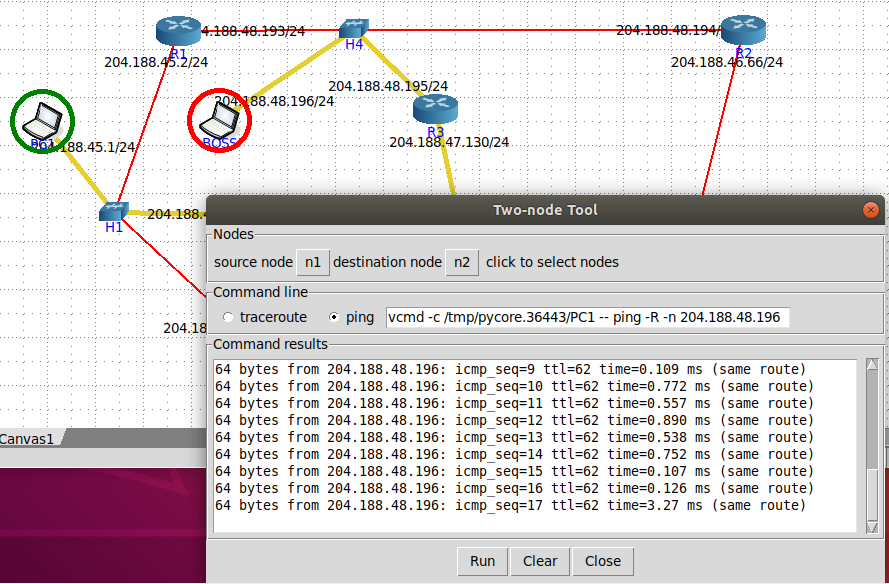 4.188.48.193/24
H4
204.188.48.194/
R1
R2
204.188.45.2/24
204.188.46.66/24
204.188.48.195/24
204.188.48.196/24
R3
BOSS
204.188.45.1/24
204.188.47.130/24
204.188.4
H1
204.18
Canvas1
Two-node Tool
Nodes
source node n1 destination node n2 click to select nodes
Command line
traceroute ping vcmd -c /tmp/pycore.36443/PC1 -- ping -R -n 204.188.48.196
Command results
64 bytes from 204.188.48.196: icmp_seq=9 ttl=62 time=0.109 ms (same route)
64 bytes from 204.188.48.196: icmp_seq=10 ttl=62 time=0.772 ms (same route)
64 bytes from 204.188.48.196: icmp_seq=11 ttl=62 time=0.557 ms (same route)
64 bytes from 204.188.48.196: icmp_seq=12 ttl=62 time=0.890 ms (same route)
64 bytes from 204.188.48.196: icmp_seq=13 ttl=62 time=0.538 ms (same route)
64 bytes from 204.188.48.196: icmp_seq=14 ttl=62 time=0.752 ms (same route)
64 bytes from 204.188.48.196: icmp_seq=15 ttl=62 time=0.107 ms (same route)
64 bytes from 204.188.48.196: icmp_seq=16 ttl=62 time=0.126 ms (same route)
64 bytes from 204.188.48.196: icmp_seq=17 ttl=62 time=3.27 ms (same route)
Run Clear Close